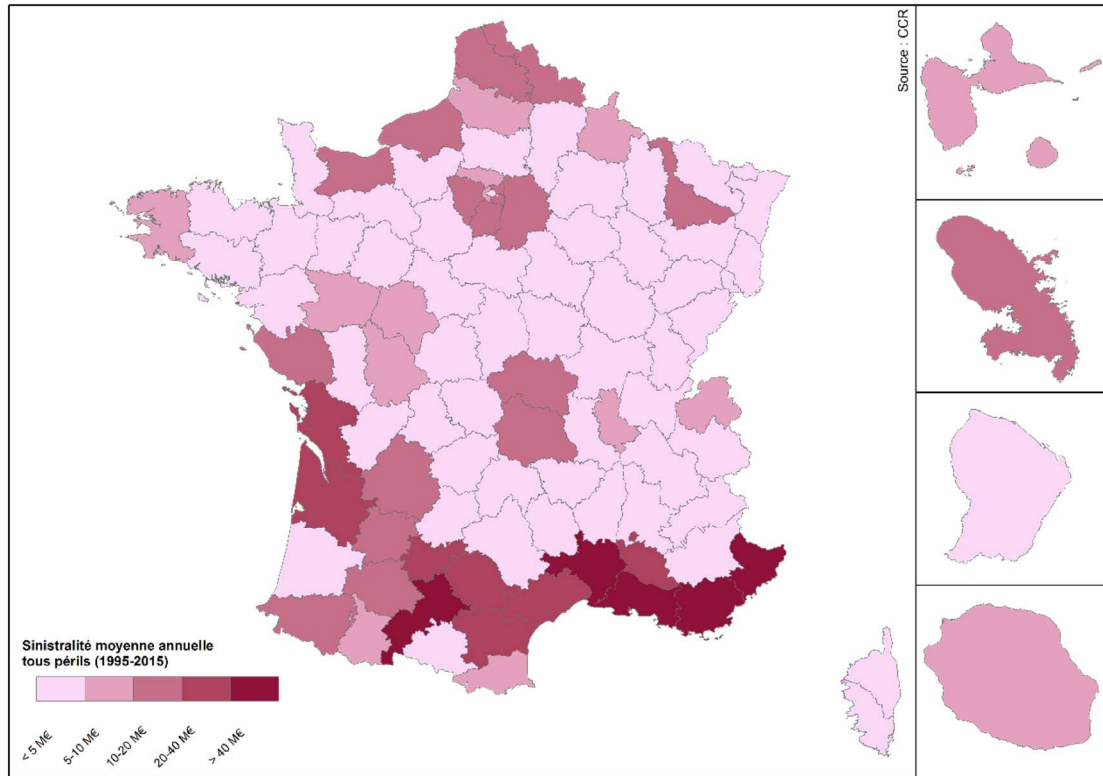 Source : CCR
Sinistralité moyenne annuelle
tous périls (1995-2015)
< 5 M€
5-10 M€
10-20 M€
20-40 M€
> 40 M€